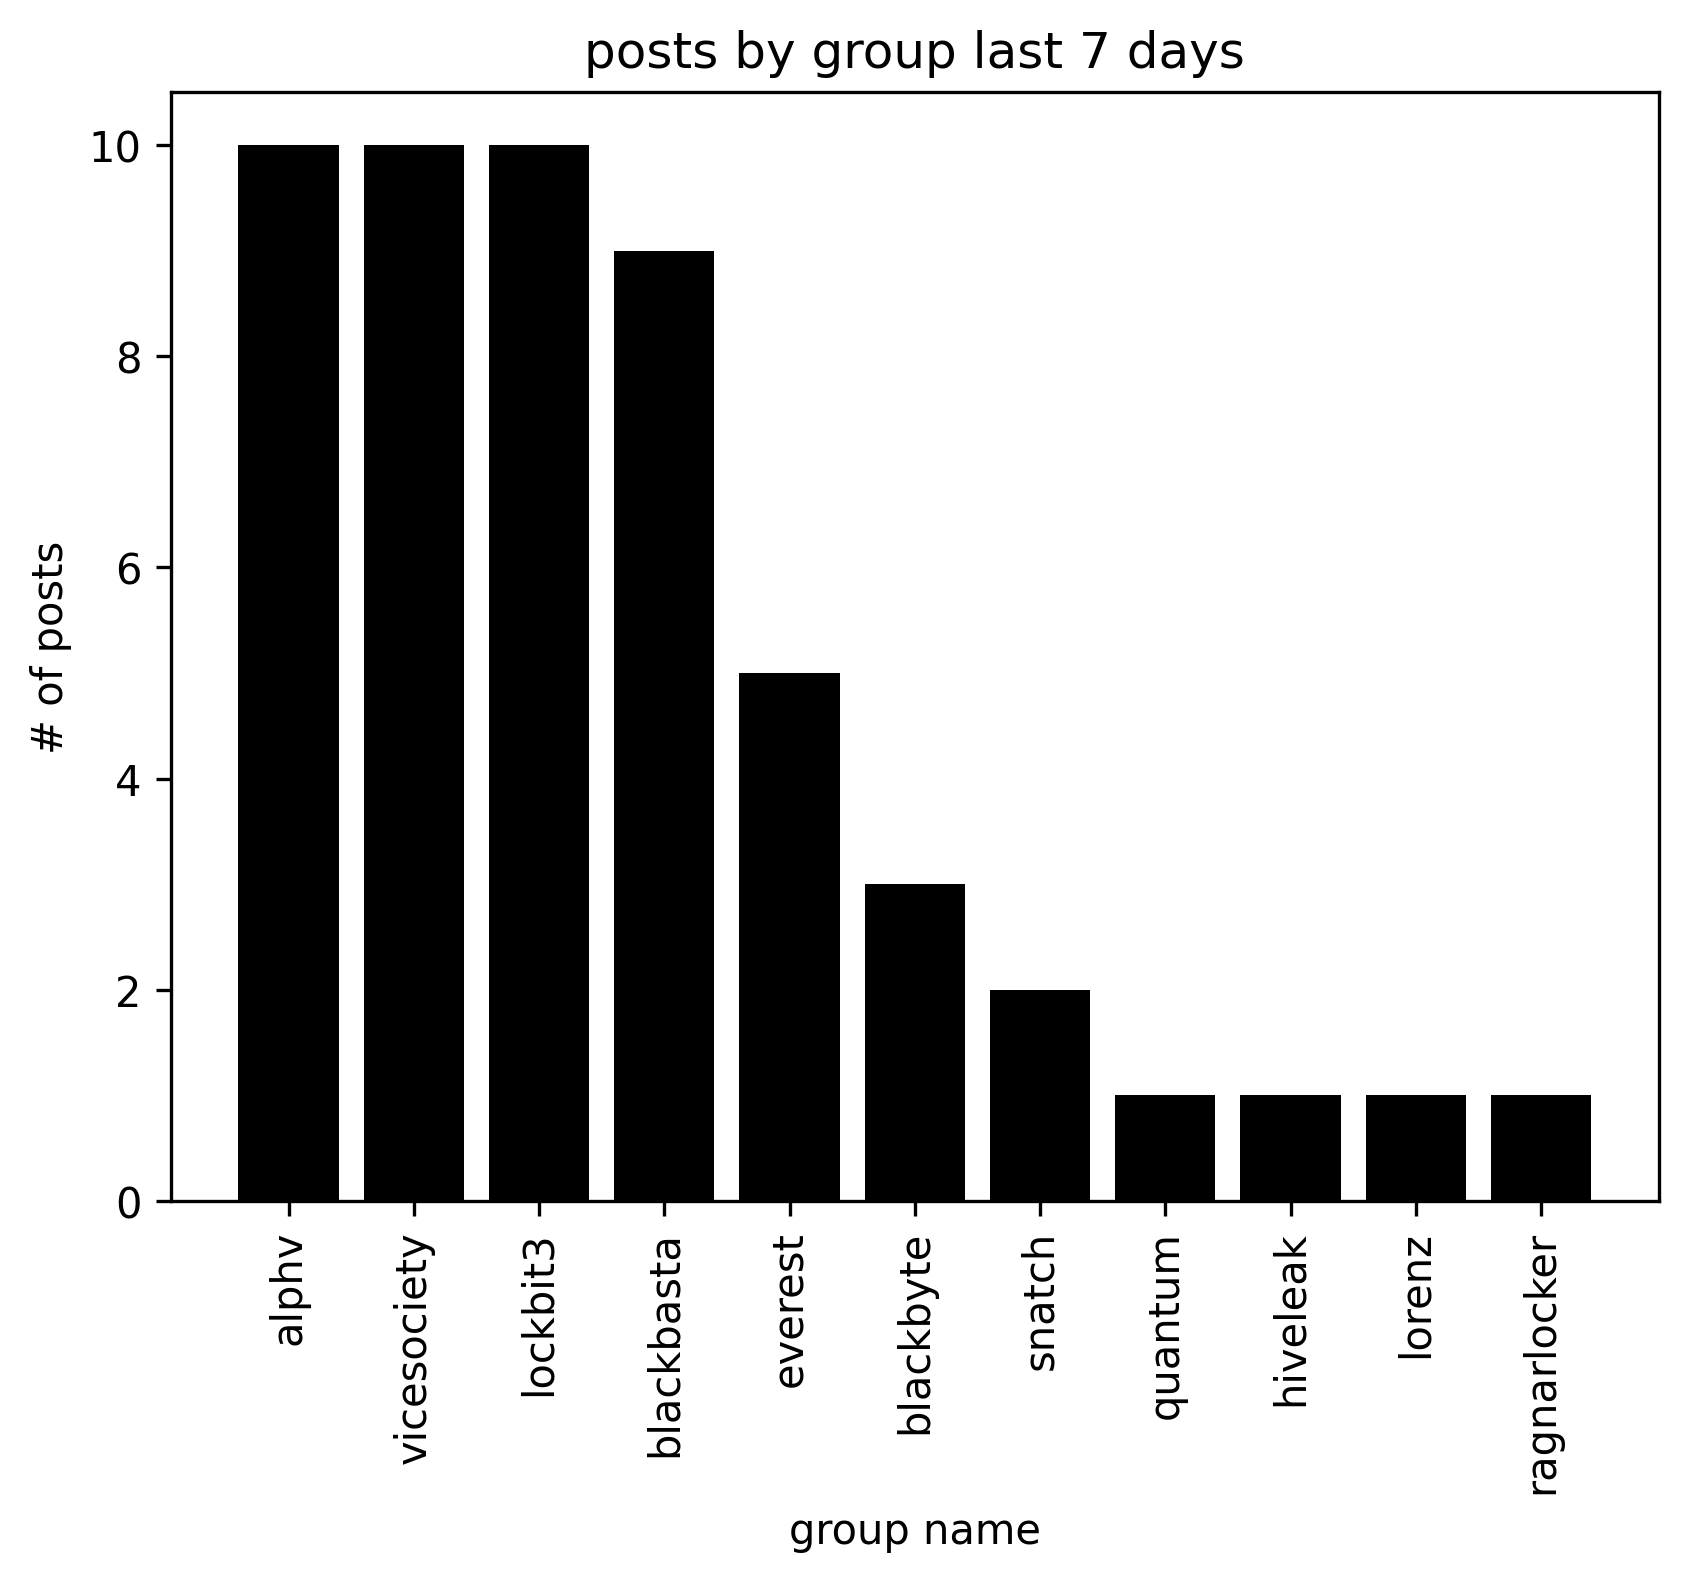 posts by group last 7 days
10
8
6
4
2
0
# of posts
alphv
vicesociety
lockbit3
blackbasta
everest
blackbyte
snatch
quantum
hiveleak
lorenz
ragnarlocker
group name